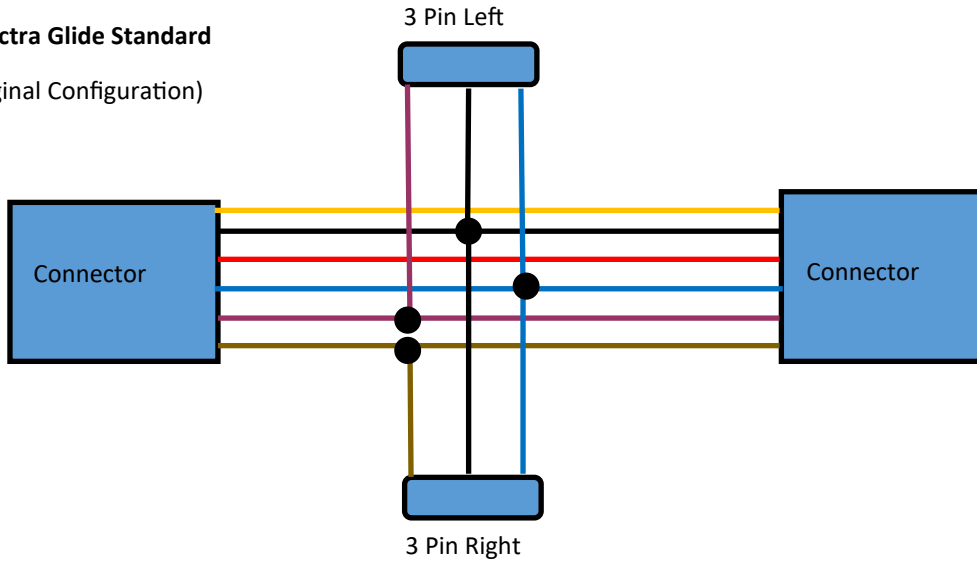 3 Pin Left
ctra Glide Standard
ginal Configuration)
Connector
Connector
3 Pin Right